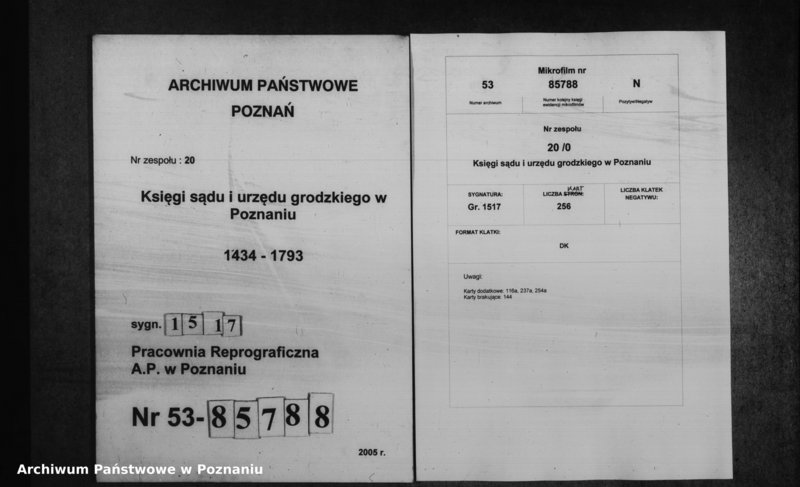 ARCHIWUM PAŃSTWOWE
POZNAŃ
Nr zespołu : 20
Księgi sądu i urzędu grodzkiego w
Poznaniu
1434 - 1793
sygn. 1517
Pracownia Reprograficzna
A.P. w Poznaniu
Nr 53-85788
2005 r.
Mikrofilm nr
53 85788 N
Numer archiwum
Numer kolejny księgi
ewidencji mikrofilmów
Pozytyw/Negatyw
Nr zespołu
20 /0
Księgi sądu i urzędu grodzkiego w Poznaniu
SYGNATURA:
Gr. 1517
KART
LICZBA STRON:
256
LICZBA KLATEK
NEGATYWU:
FORMAT KLATKI:
DK
Uwagi:
Karty dodatkowe: 116a, 237a, 254a
Karty brakujące: 144
Archiwum Państwowe w Poznaniu